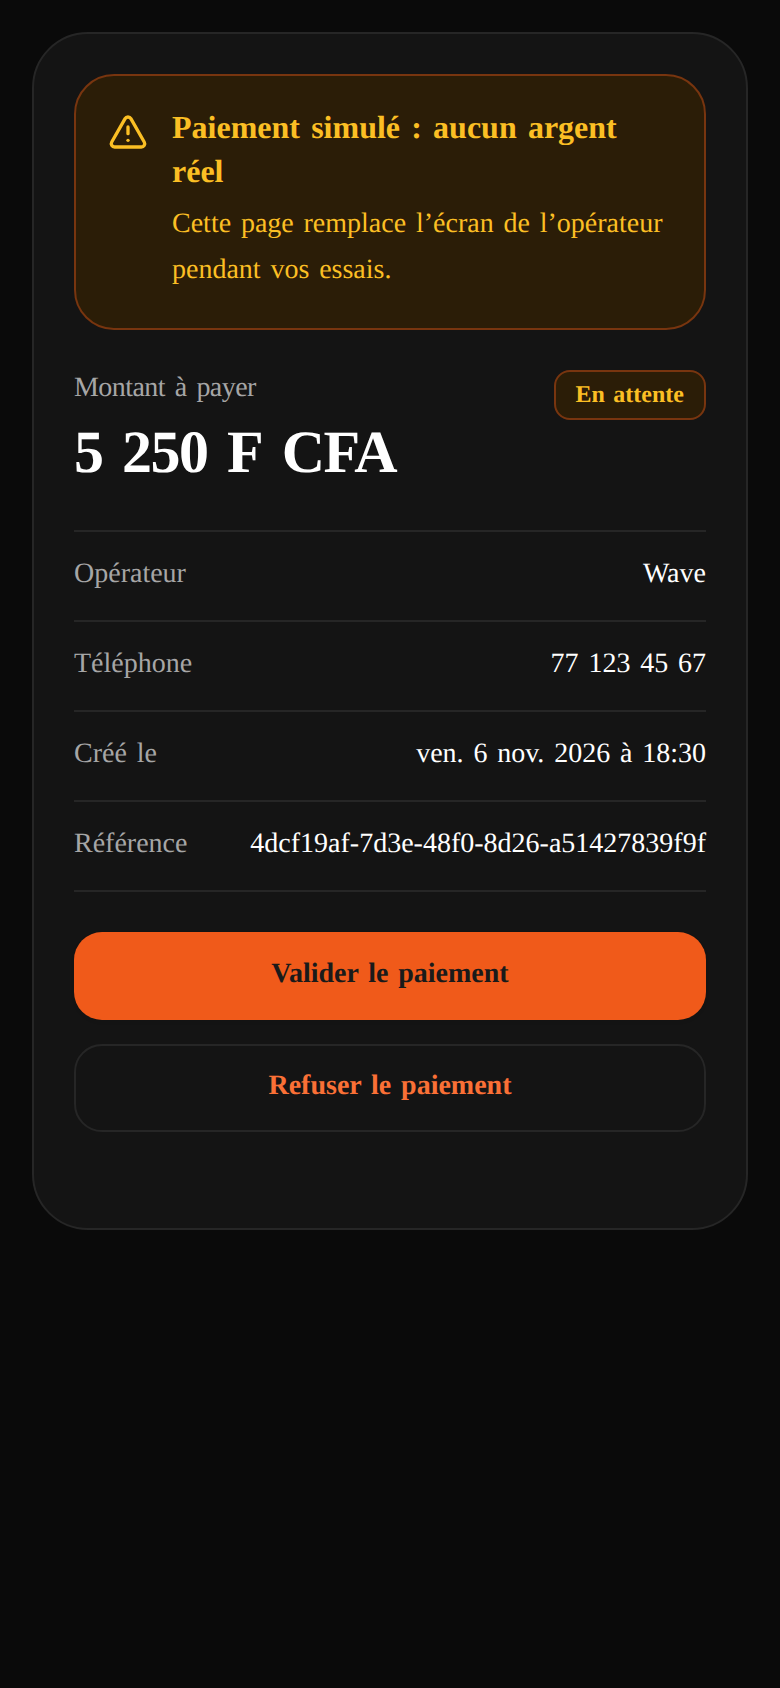 Paiement simulé : aucun argent
réel
Cette page remplace l’écran de l’opérateur
pendant vos essais.
Montant à payer
En attente
5 250 F CFA
Opérateur Wave
Téléphone 77 123 45 67
Créé le ven. 6 nov. 2026 à 18:30
Référence 4dcf19af-7d3e-48f0-8d26-a51427839f9f
Valider le paiement
Refuser le paiement